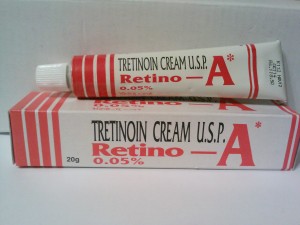 TRETINOIN CREAM U.S.P.
Retino-A*
0.05%
TRETINOIN CREAM U.S.P.
Retino-A*
20g
0.05%